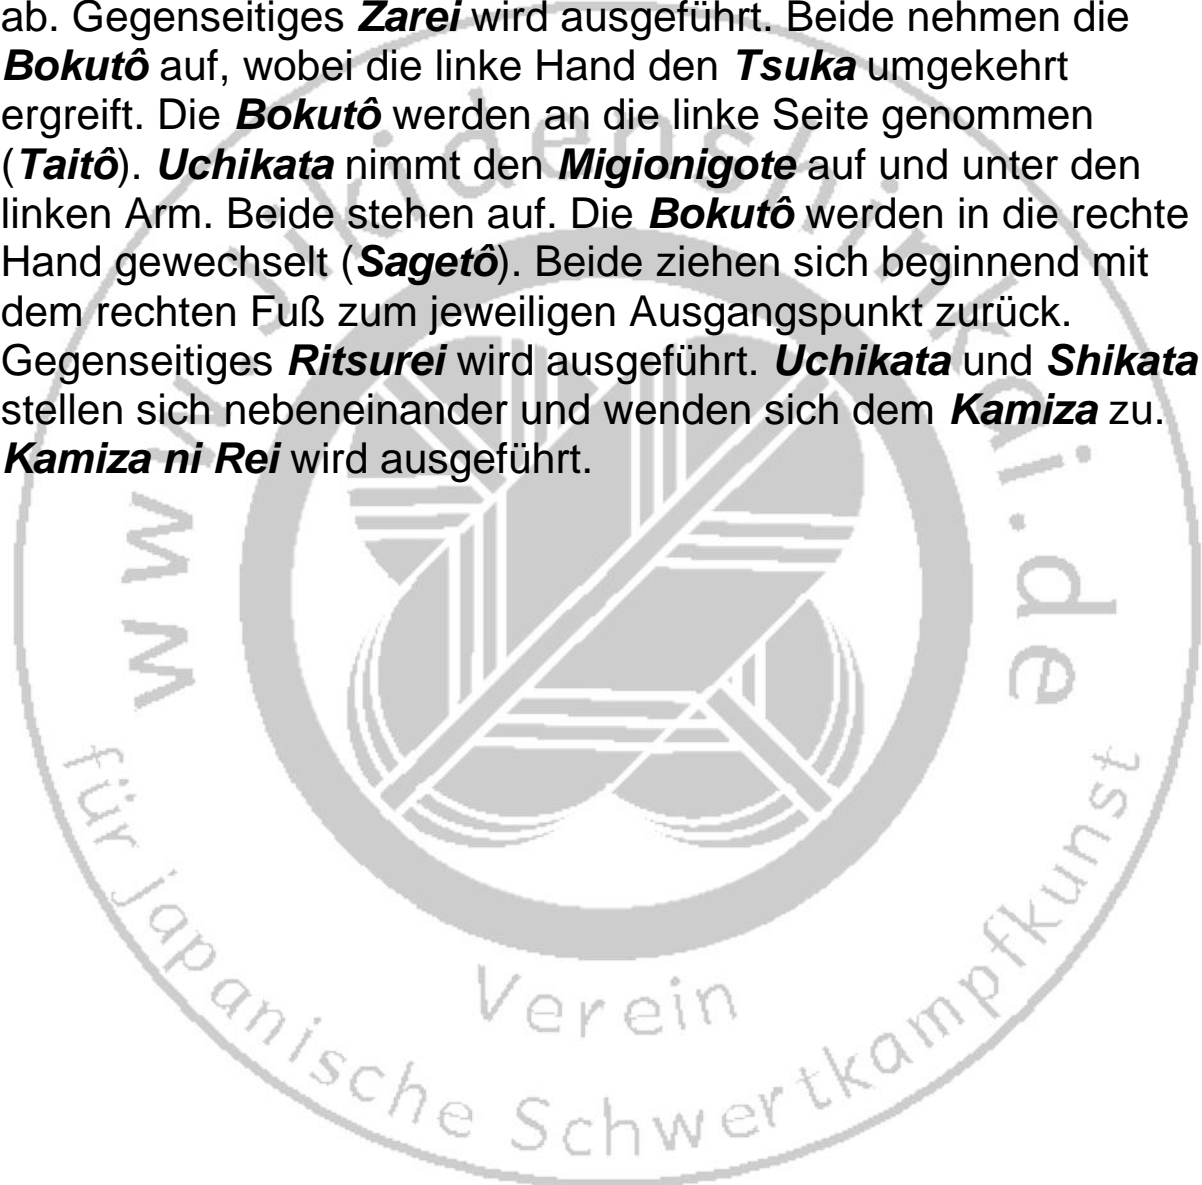 ab. Gegenseitiges Zarei wird ausgeführt. Beide nehmen die
Bokutô auf, wobei die linke Hand den Tsuka umgekehrt
ergreift. Die Bokutô werden an die linke Seite genommen
(Taitô). Uchikata nimmt den Migionigote auf und unter den
linken Arm. Beide stehen auf. Die Bokutô werden in die rechte
Hand gewechselt (Sagetô). Beide ziehen sich beginnend mit
dem rechten Fuß zum jeweiligen Ausgangspunkt zurück.
Gegenseitiges Ritsurei wird ausgeführt. Uchikata und Shikata
stellen sich nebeneinander und wenden sich dem Kamiza zu.
Kamiza ni Rei wird ausgeführt.
Verein
für japanische Schwertkampfkunst